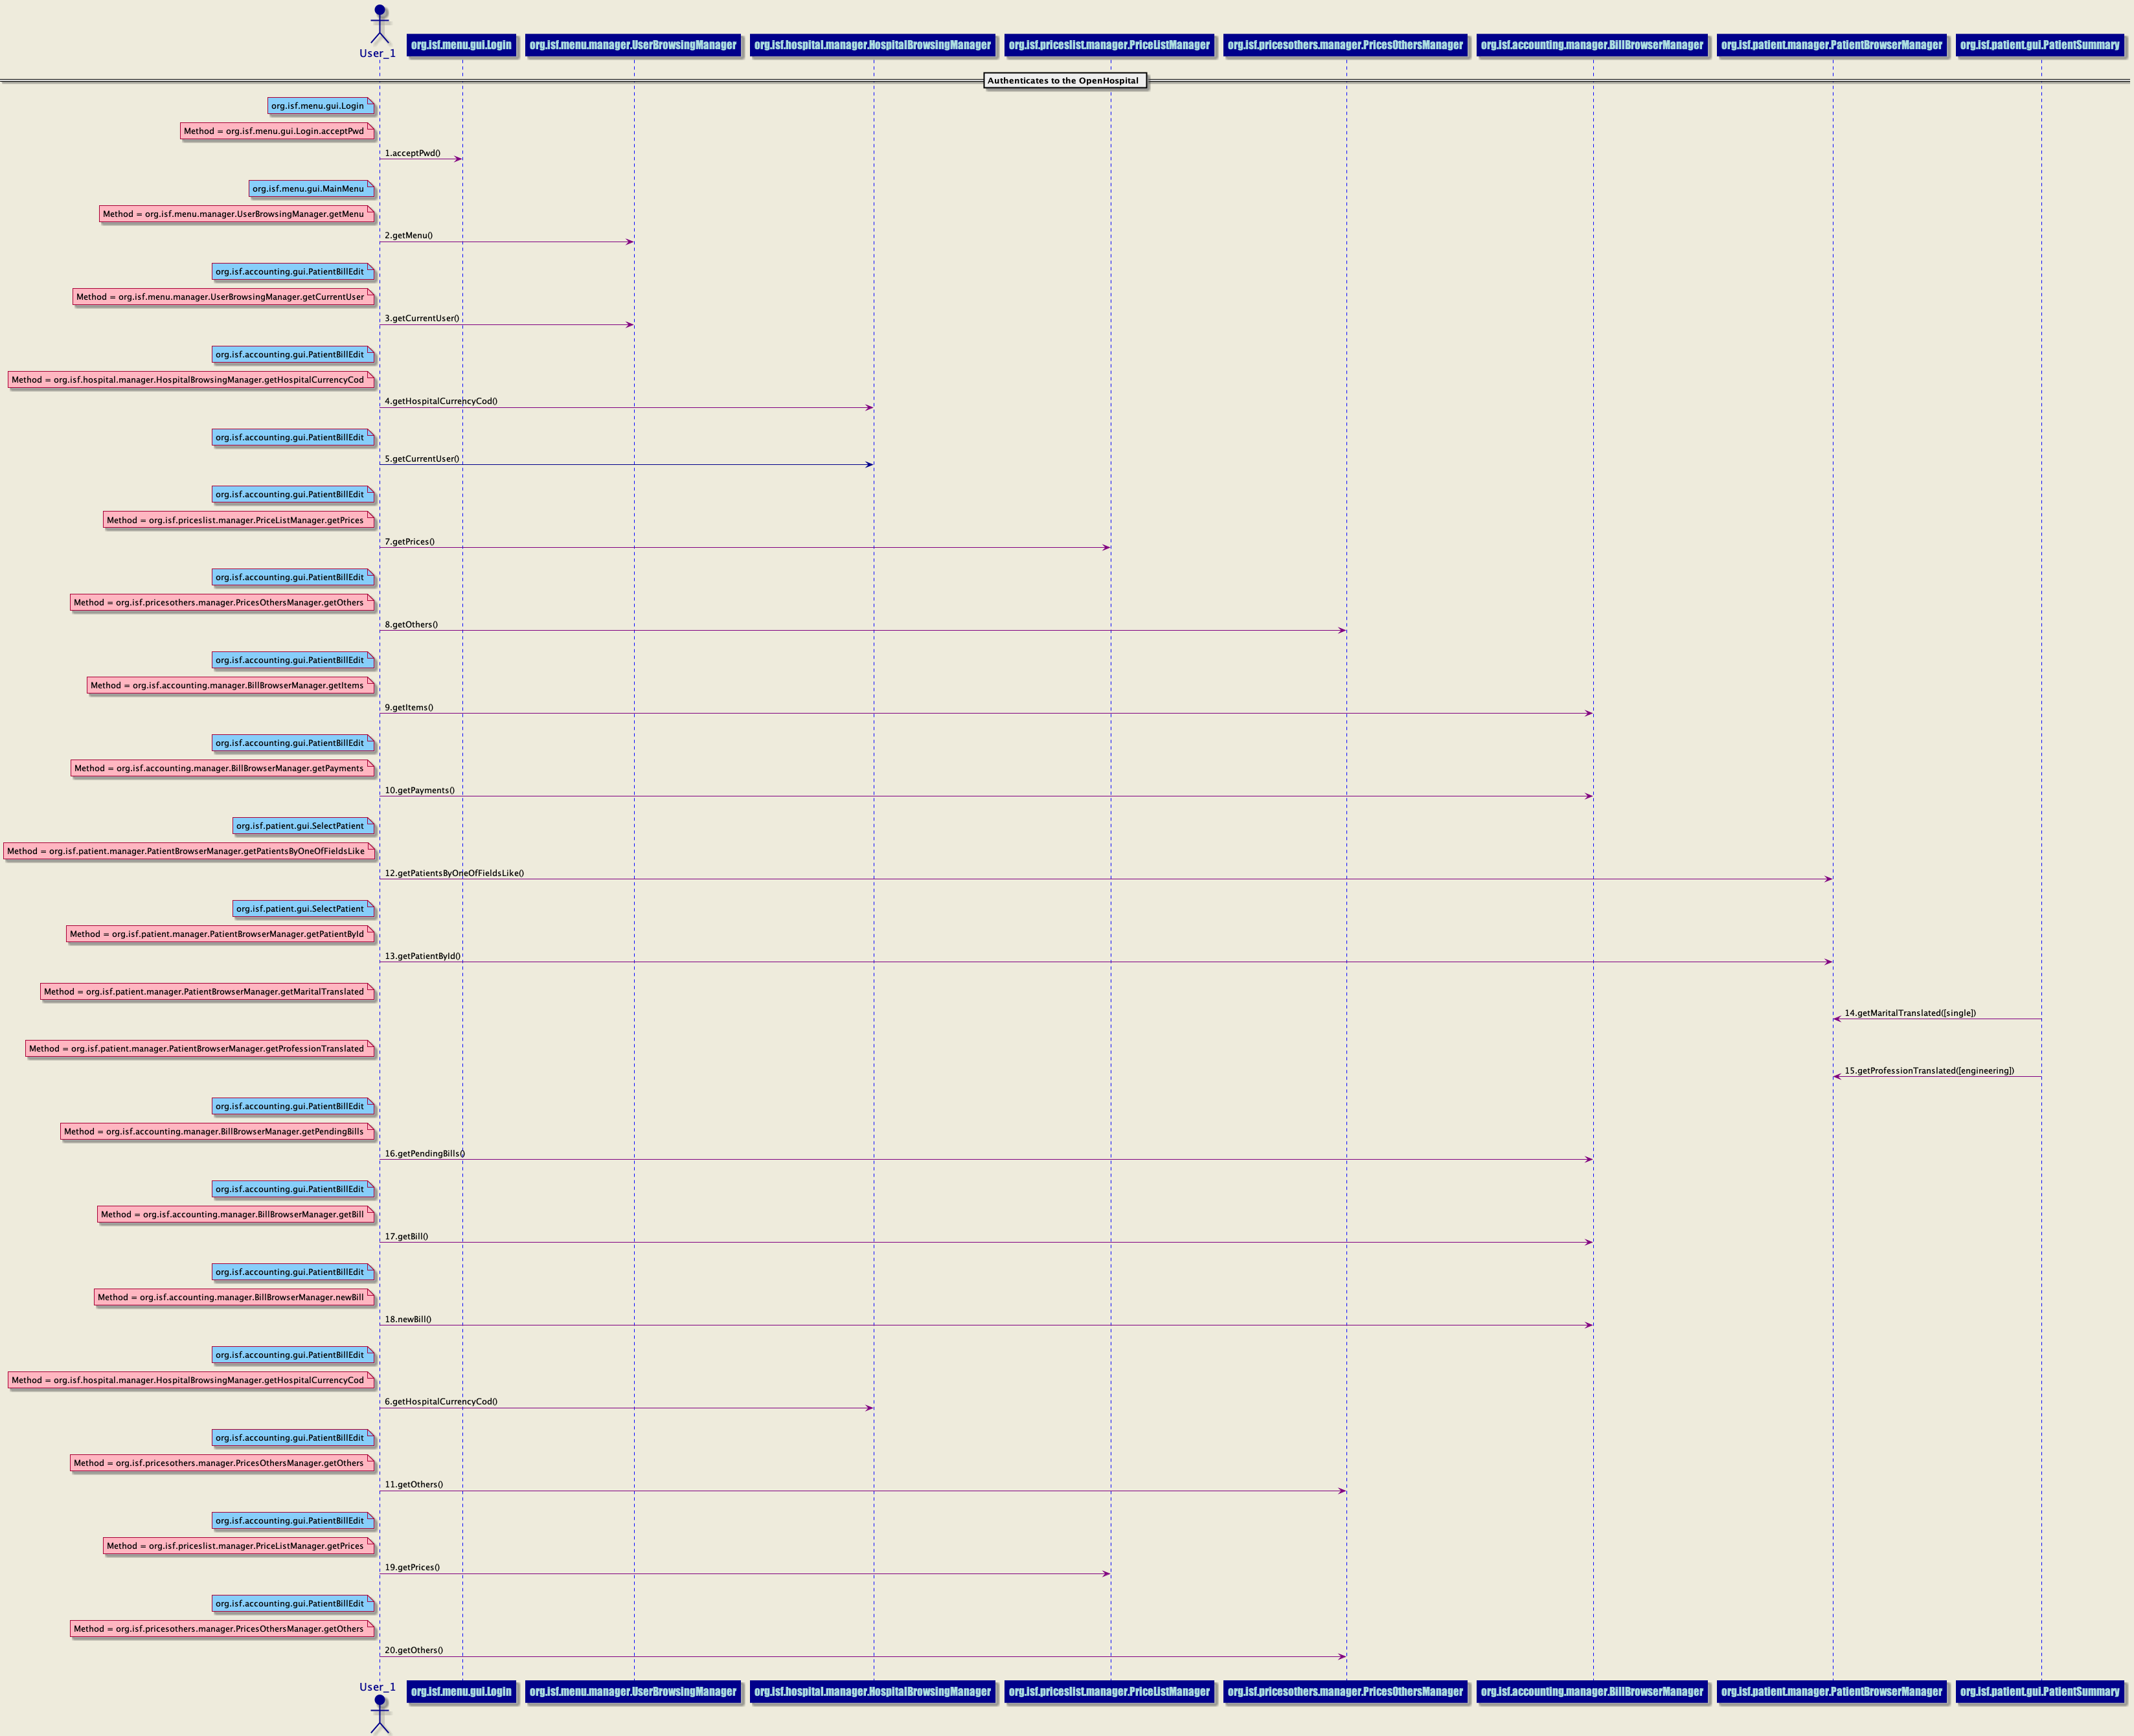 User_1
org.isf.menu.gui.Login
org.isf.menu.manager.UserBrowsingManager
org.isf.hospital.manager.HospitalBrowsingManager
org.isf.priceslist.manager.PriceListManager
org.isf.pricesothers.manager.PricesOthersManager
org.isf.accounting.manager.BillBrowserManager
org.isf.patient.manager.PatientBrowserManager
org.isf.patient.gui.PatientSummary
Authenticates to the OpenHospital
org.isf.menu.gui.Login
Method = org.isf.menu.gui.Login.acceptPwd
1.acceptPwd()
org.isf.menu.gui.MainMenu
Method = org.isf.menu.manager.UserBrowsingManager.getMenu
2.getMenu()
org.isf.accounting.gui.PatientBillEdit
Method = org.isf.menu.manager.UserBrowsingManager.getCurrentUser
3.getCurrentUser()
org.isf.accounting.gui.PatientBillEdit
Method = org.isf.hospital.manager.HospitalBrowsingManager.getHospitalCurrencyCod
4.getHospitalCurrencyCod()
org.isf.accounting.gui.PatientBillEdit
5.getCurrentUser()
org.isf.accounting.gui.PatientBillEdit
Method = org.isf.priceslist.manager.PriceListManager.getPrices
7.getPrices()
org.isf.accounting.gui.PatientBillEdit
Method = org.isf.pricesothers.manager.PricesOthersManager.getOthers
8.getOthers()
org.isf.accounting.gui.PatientBillEdit
Method = org.isf.accounting.manager.BillBrowserManager.getItems
9.getItems()
org.isf.accounting.gui.PatientBillEdit
Method = org.isf.accounting.manager.BillBrowserManager.getPayments
10.getPayments()
org.isf.patient.gui.SelectPatient
Method = org.isf.patient.manager.PatientBrowserManager.getPatientsByOneOfFieldsLike
12.getPatientsByOneOfFieldsLike()
org.isf.patient.gui.SelectPatient
Method = org.isf.patient.manager.PatientBrowserManager.getPatientById
13.getPatientById()
Method = org.isf.patient.manager.PatientBrowserManager.getMaritalTranslated
14.getMaritalTranslated([single])
Method = org.isf.patient.manager.PatientBrowserManager.getProfessionTranslated
15.getProfessionTranslated([engineering])
org.isf.accounting.gui.PatientBillEdit
Method = org.isf.accounting.manager.BillBrowserManager.getPendingBills
16.getPendingBills()
org.isf.accounting.gui.PatientBillEdit
Method = org.isf.accounting.manager.BillBrowserManager.getBill
17.getBill()
org.isf.accounting.gui.PatientBillEdit
Method = org.isf.accounting.manager.BillBrowserManager.newBill
18.newBill()
org.isf.accounting.gui.PatientBillEdit
Method = org.isf.hospital.manager.HospitalBrowsingManager.getHospitalCurrencyCod
6.getHospitalCurrencyCod()
org.isf.accounting.gui.PatientBillEdit
Method = org.isf.pricesothers.manager.PricesOthersManager.getOthers
11.getOthers()
org.isf.accounting.gui.PatientBillEdit
Method = org.isf.priceslist.manager.PriceListManager.getPrices
19.getPrices()
org.isf.accounting.gui.PatientBillEdit
Method = org.isf.pricesothers.manager.PricesOthersManager.getOthers
20.getOthers()
User_1
org.isf.menu.gui.Login
org.isf.menu.manager.UserBrowsingManager
org.isf.hospital.manager.HospitalBrowsingManager
org.isf.priceslist.manager.PriceListManager
org.isf.pricesothers.manager.PricesOthersManager
org.isf.accounting.manager.BillBrowserManager
org.isf.patient.manager.PatientBrowserManager
org.isf.patient.gui.PatientSummary